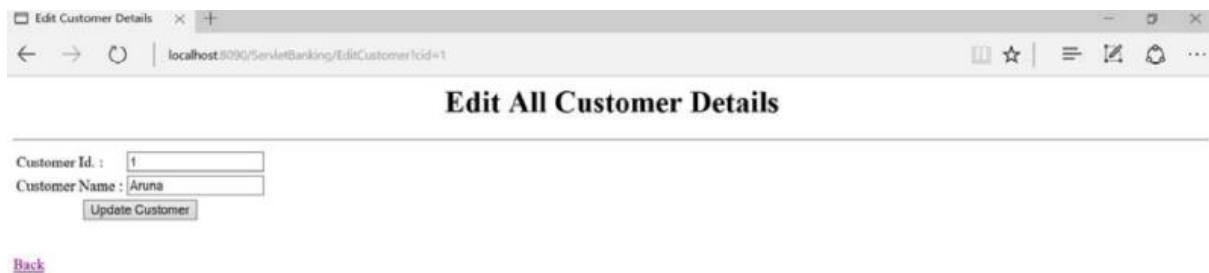 Edit Customer Details
localhost:8090/ServletBanking/EditCustomer?cid=1
Edit All Customer Details
Customer Id. : 1
Customer Name : Aruna
Update Customer
Back